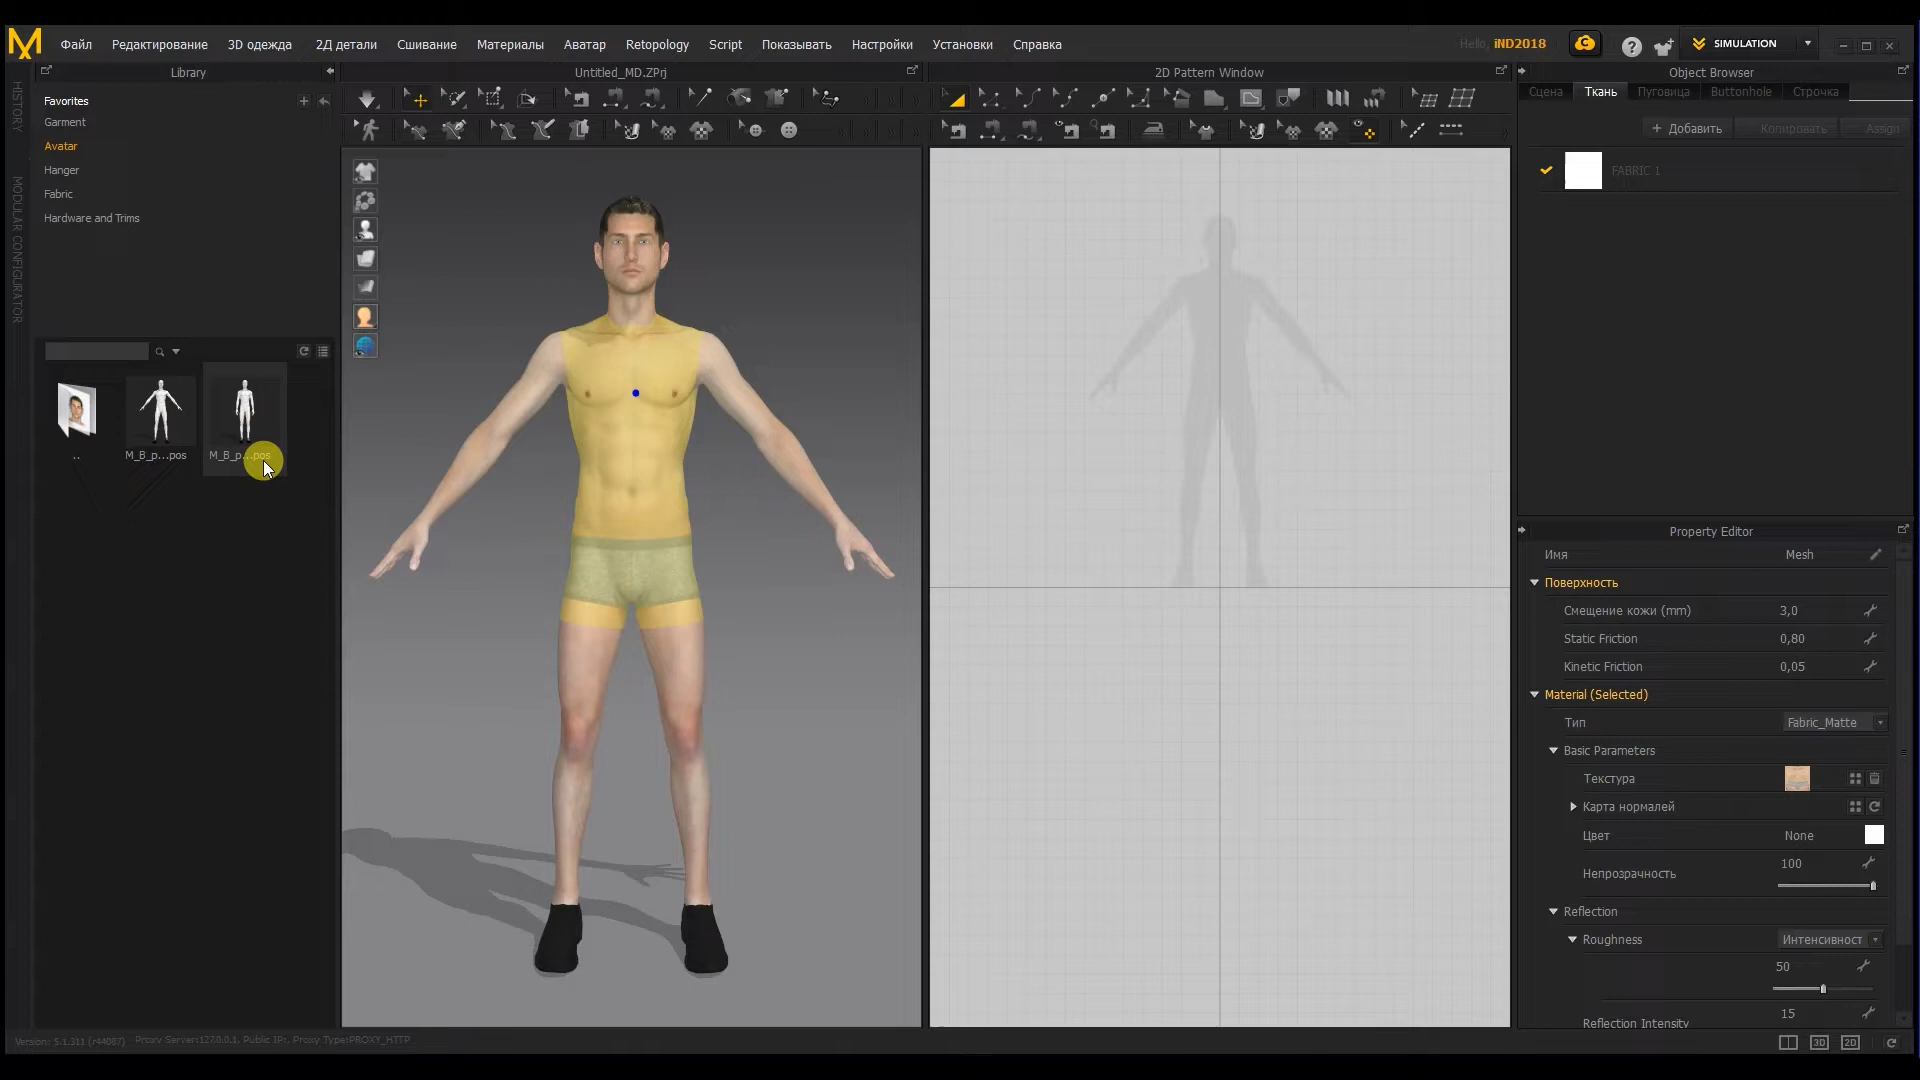 Файл Редактирование 3D одежда 2Д детали Сшивание Материалы Аватар Retopology Script Показывать Настройки Установки Справка
Hello, iND2018
SIMULATION
Library
Untitled_MD.ZPrj
2D Pattern Window
Object Browser
HISTORY
MODULAR CONFIGURATOR
Favorites
Garment
Avatar
Hanger
Fabric
Hardware and Trims
..
M_B_p...pos
M_B_p...pos
Сцена Ткань Пуговица Buttonhole Строчка
+ Добавить Копировать Assign
FABRIC 1
Property Editor
Имя Mesh
Поверхность
Смещение кожи (mm) 3,0
Static Friction 0,80
Kinetic Friction 0,05
Material (Selected)
Тип Fabric_Matte
Basic Parameters
Текстура
Карта нормалей
Цвет None
Непрозрачность 100
Reflection
Roughness Интенсивност
50
Reflection Intensity 15
Version: 5.1.311 (r44087) Proxy Server:127.0.0.1, Public IP:, Proxy Type:PROXY_HTTP
3D 2D